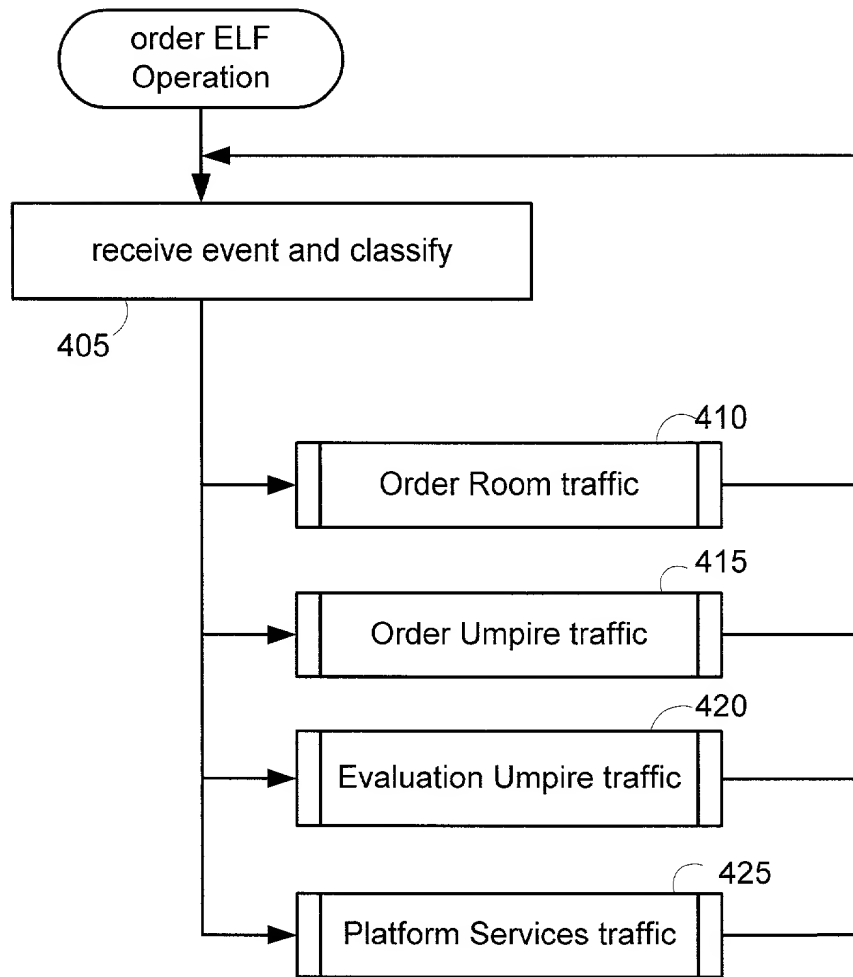 order ELF
Operation
receive event and classify
405
410
Order Room traffic
415
Order Umpire traffic
420
Evaluation Umpire traffic
425
Platform Services traffic